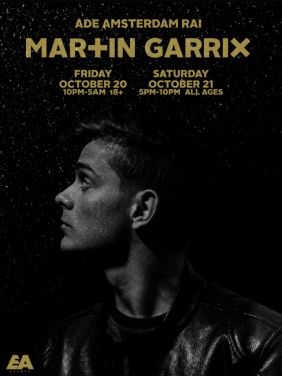 ADE AMSTERDAM RAI
MARTIN GARRIX
FRIDAY
OCTOBER 20
10PM-5AM 18+
SATURDAY
OCTOBER 21
5PM-10PM ALL AGES
EA
EVENTS